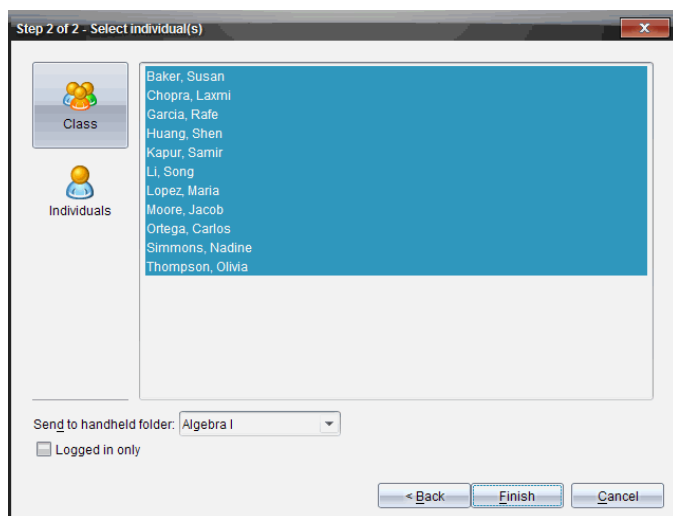 Step 2 of 2 - Select individual(s)
Class
Individuals
Baker, Susan
Chopra, Laxmi
Garcia, Rafe
Huang, Shen
Kapur, Samir
Li, Song
Lopez, Maria
Moore, Jacob
Ortega, Carlos
Simmons, Nadine
Thompson, Olivia
Send to handheld folder: Algebra I
Logged in only
< Back Finish Cancel